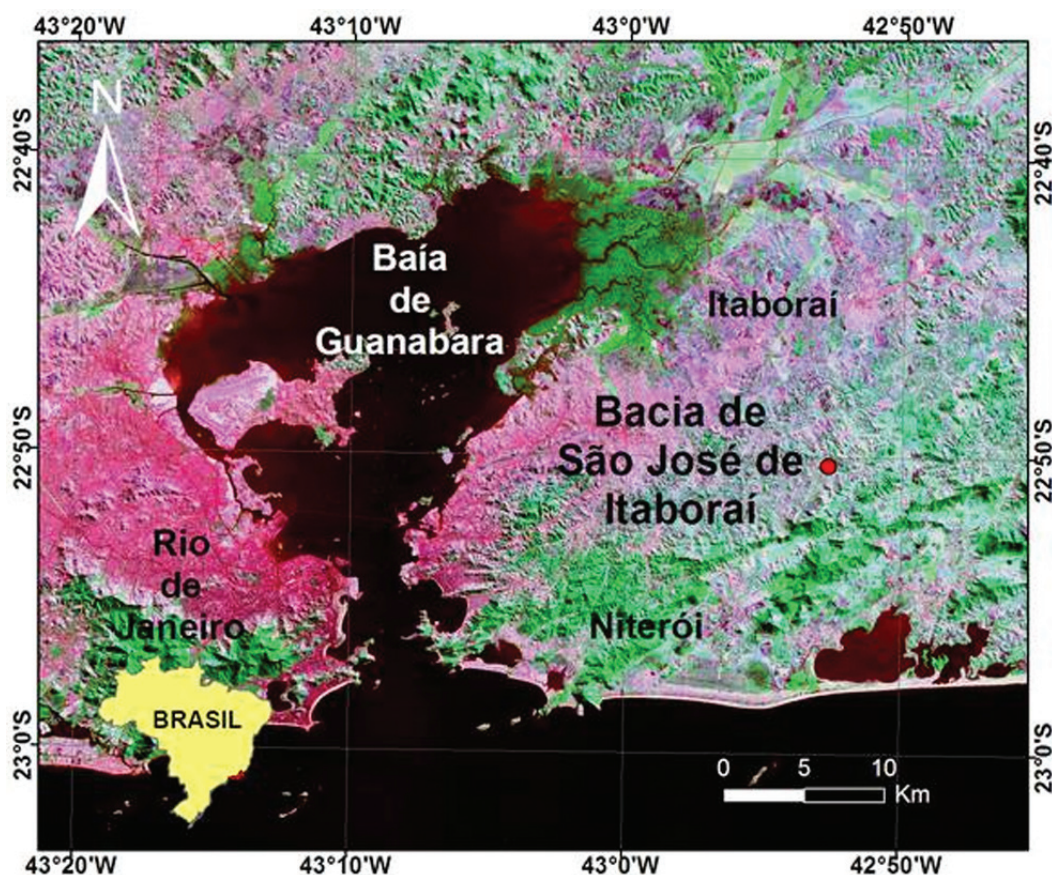 43°20'W 43°10'W 43°0'W 42°50'W
N
22°40'S
22°40'S
Baía
de
Guanabara
Itaboraí
Bacia de
São José de
Itaboraí
22°50'S
22°50'S
Rio
de
Janeiro
Niterói
BRASIL
23°0'S
23°0'S
0 5 10
Km
43°20'W 43°10'W 43°0'W 42°50'W